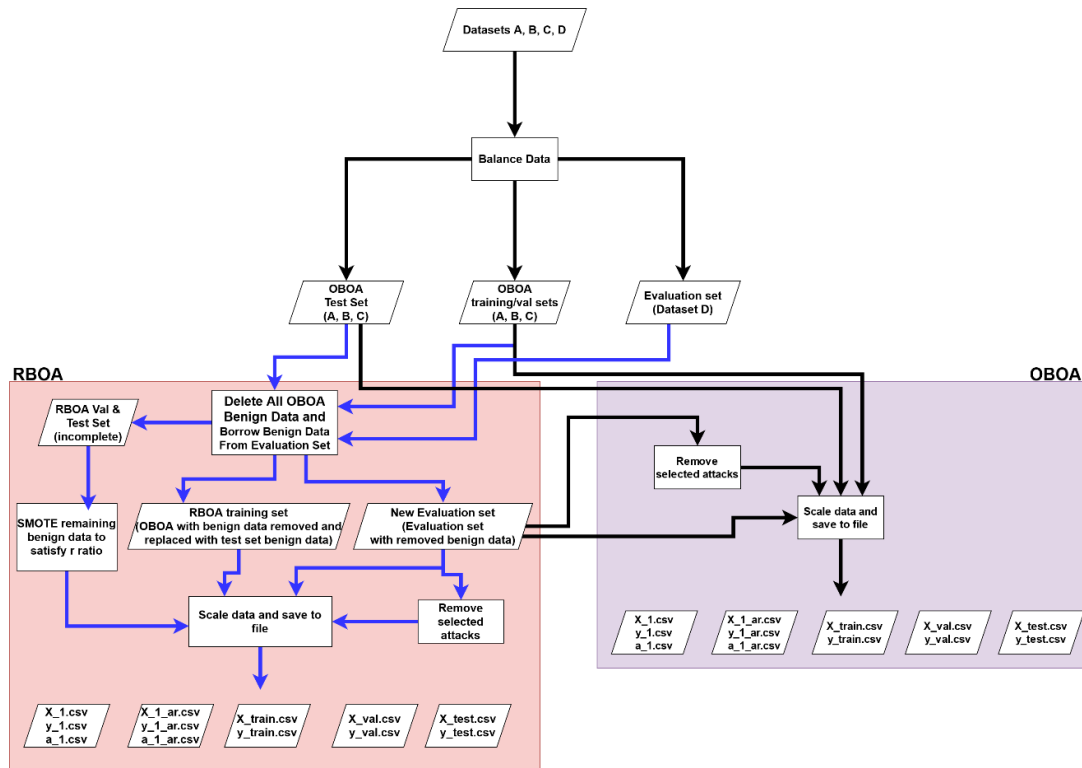 Datasets A, B, C, D
Balance Data
OBOA
Test Set
(A, B, C)
OBOA
training/val sets
(A, B, C)
Evaluation set
(Dataset D)
RBOA
OBOA
RBOA Val &
Test Set
(incomplete)
Delete All OBOA
Benign Data and
Borrow Benign Data
From Evaluation Set
Remove
selected attacks
SMOTE remaining
benign data to
satisfy r ratio
RBOA training set
(OBOA with benign data removed and
replaced with test set benign data)
New Evaluation set
(Evaluation set
with removed benign data)
Scale data and
save to file
Scale data and save to
file
Remove
selected
attacks
X_1.csv
y_1.csv
a_1.csv
X_1_ar.csv
y_1_ar.csv
a_1_ar.csv
X_train.csv
y_train.csv
X_val.csv
y_val.csv
X_test.csv
y_test.csv
X_1.csv
y_1.csv
a_1.csv
X_1_ar.csv
y_1_ar.csv
a_1_ar.csv
X_train.csv
y_train.csv
X_val.csv
y_val.csv
X_test.csv
y_test.csv